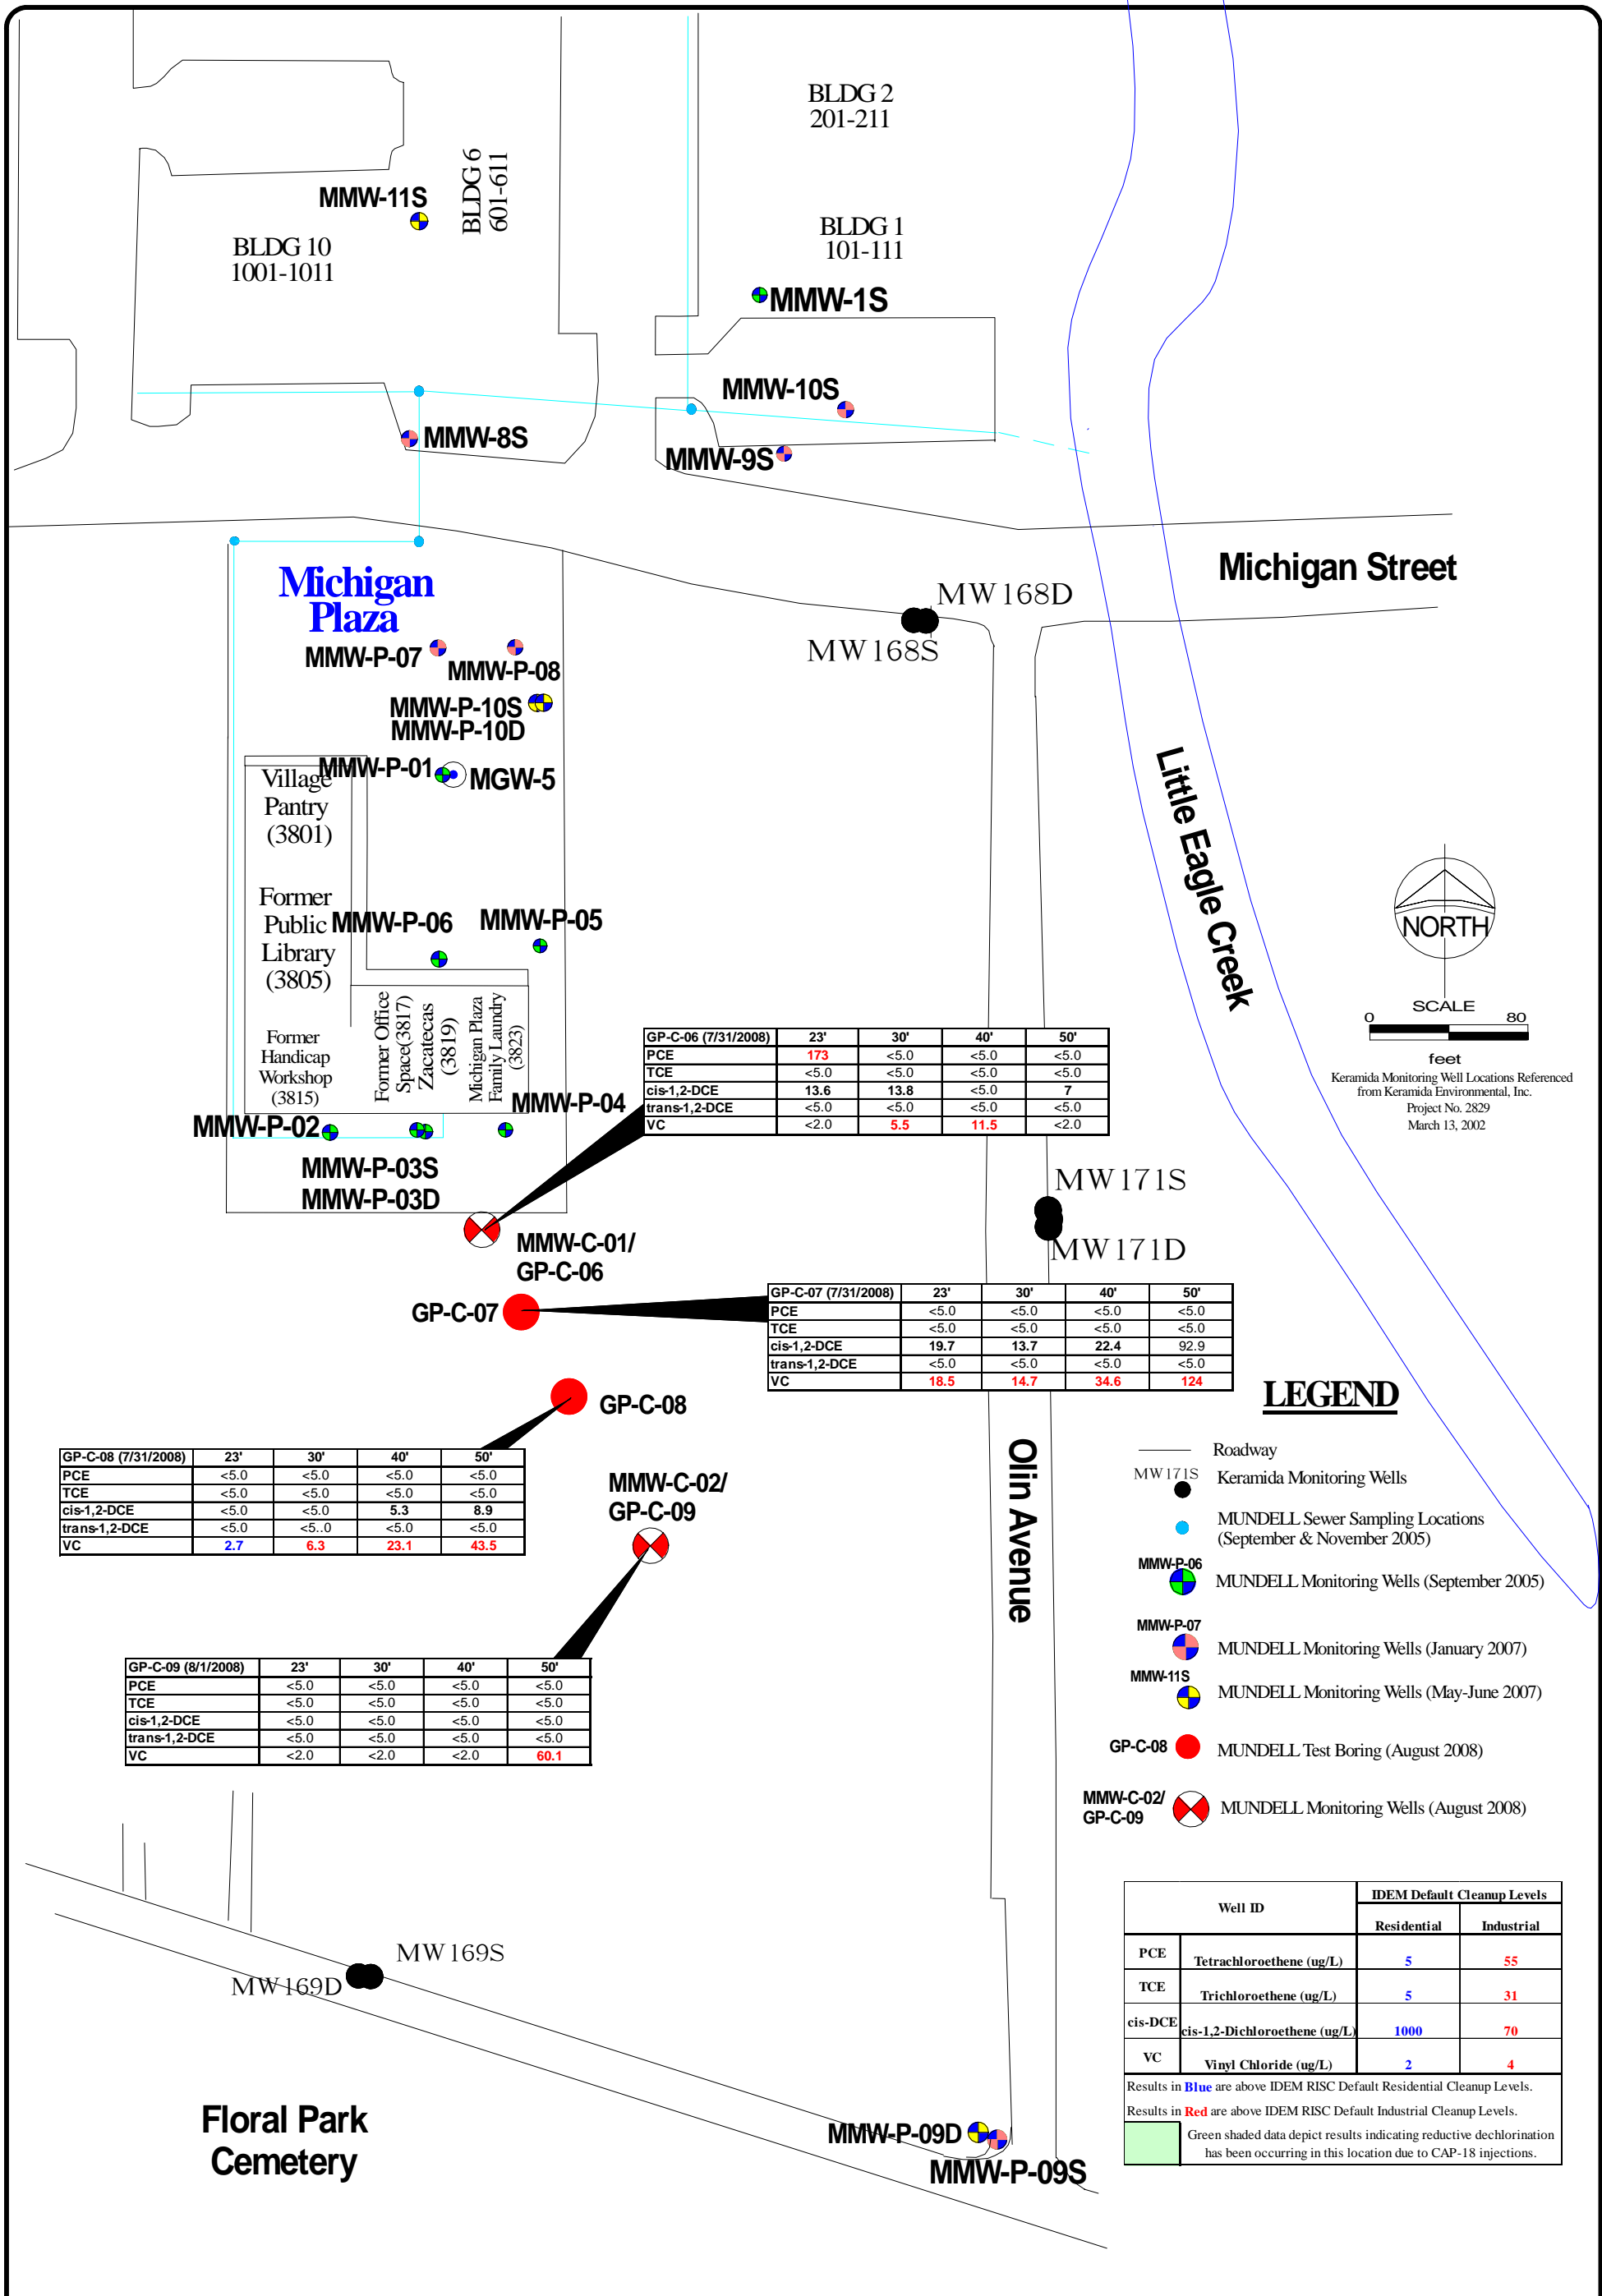 BLDG 2
201-211
BLDG 6
601-611
MMW-11S
BLDG 10
1001-1011
BLDG 1
101-111
MMW-1S
MMW-10S
MMW-8S
MMW-9S
Michigan Street
Michigan
Plaza
MW168D
MW168S
MMW-P-07
MMW-P-08
MMW-P-10S
MMW-P-10D
MMW-P-01
MGW-5
Village
Pantry
(3801)
Little Eagle Creek
Former
Public
Library
(3805)
MMW-P-06
MMW-P-05
NORTH
SCALE
0 80
feet
Keramida Monitoring Well Locations Referenced
from Keramida Environmental, Inc.
Project No. 2829
March 13, 2002
Former
Handicap
Workshop
(3815)
Former Office
Space(3817)
Zacatecas
(3819)
Michigan Plaza
Family Laundry
(3823)
GP-C-06 (7/31/2008) 23' 30' 40' 50'
PCE 173 <5.0 <5.0 <5.0
TCE <5.0 <5.0 <5.0 <5.0
cis-1,2-DCE 13.6 13.8 <5.0 7
trans-1,2-DCE <5.0 <5.0 <5.0 <5.0
VC <2.0 5.5 11.5 <2.0
MMW-P-04
MMW-P-02
MMW-P-03S
MMW-P-03D
MW171S
MW171D
MMW-C-01/
GP-C-06
GP-C-07
GP-C-07 (7/31/2008) 23' 30' 40' 50'
PCE <5.0 <5.0 <5.0 <5.0
TCE <5.0 <5.0 <5.0 <5.0
cis-1,2-DCE 19.7 13.7 22.4 92.9
trans-1,2-DCE <5.0 <5.0 <5.0 <5.0
VC 18.5 14.7 34.6 124
GP-C-08
GP-C-08 (7/31/2008) 23' 30' 40' 50'
PCE <5.0 <5.0 <5.0 <5.0
TCE <5.0 <5.0 <5.0 <5.0
cis-1,2-DCE <5.0 <5.0 5.3 8.9
trans-1,2-DCE <5.0 <5..0 <5.0 <5.0
VC 2.7 6.3 23.1 43.5
MMW-C-02/
GP-C-09
Olin Avenue
GP-C-09 (8/1/2008) 23' 30' 40' 50'
PCE <5.0 <5.0 <5.0 <5.0
TCE <5.0 <5.0 <5.0 <5.0
cis-1,2-DCE <5.0 <5.0 <5.0 <5.0
trans-1,2-DCE <5.0 <5.0 <5.0 <5.0
VC <2.0 <2.0 <2.0 60.1
LEGEND
Roadway
MW171S
Keramida Monitoring Wells
MUNDELL Sewer Sampling Locations
(September & November 2005)
MMW-P-06
MUNDELL Monitoring Wells (September 2005)
MMW-P-07
MUNDELL Monitoring Wells (January 2007)
MMW-11S
MUNDELL Monitoring Wells (May-June 2007)
GP-C-08
MUNDELL Test Boring (August 2008)
MMW-C-02/
GP-C-09
MUNDELL Monitoring Wells (August 2008)
Well ID IDEM Default Cleanup Levels
Residential Industrial
PCE Tetrachloroethene (ug/L) 5 55
TCE Trichloroethene (ug/L) 5 31
cis-DCE cis-1,2-Dichloroethene (ug/L) 1000 70
VC Vinyl Chloride (ug/L) 2 4
Results in Blue are above IDEM RISC Default Residential Cleanup Levels.
Results in Red are above IDEM RISC Default Industrial Cleanup Levels.
Green shaded data depict results indicating reductive dechlorination
has been occurring in this location due to CAP-18 injections.
MW169S
MW169D
Floral Park
Cemetery
MMW-P-09D
MMW-P-09S